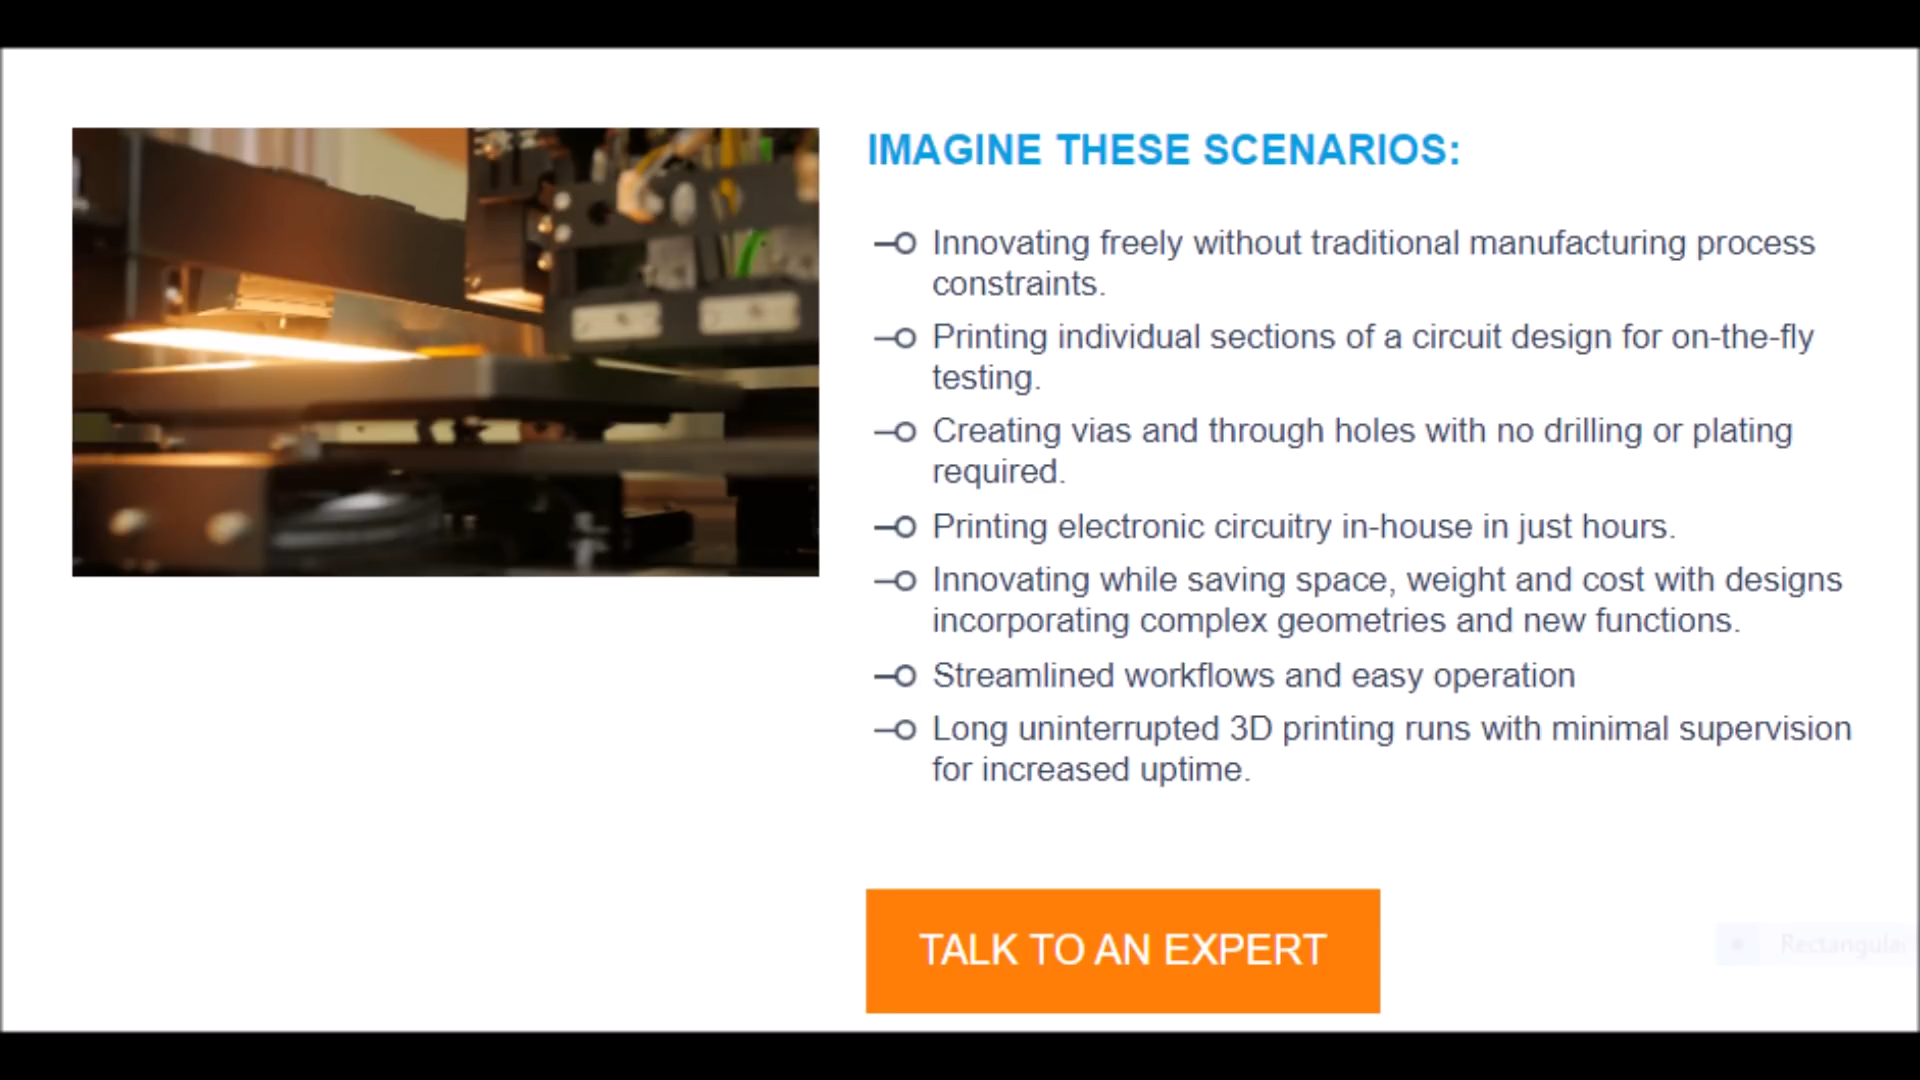 IMAGINE THESE SCENARIOS:
Innovating freely without traditional manufacturing process
constraints.
Printing individual sections of a circuit design for on-the-fly
testing.
Creating vias and through holes with no drilling or plating
required.
Printing electronic circuitry in-house in just hours.
Innovating while saving space, weight and cost with designs
incorporating complex geometries and new functions.
Streamlined workflows and easy operation
Long uninterrupted 3D printing runs with minimal supervision
for increased uptime.
TALK TO AN EXPERT